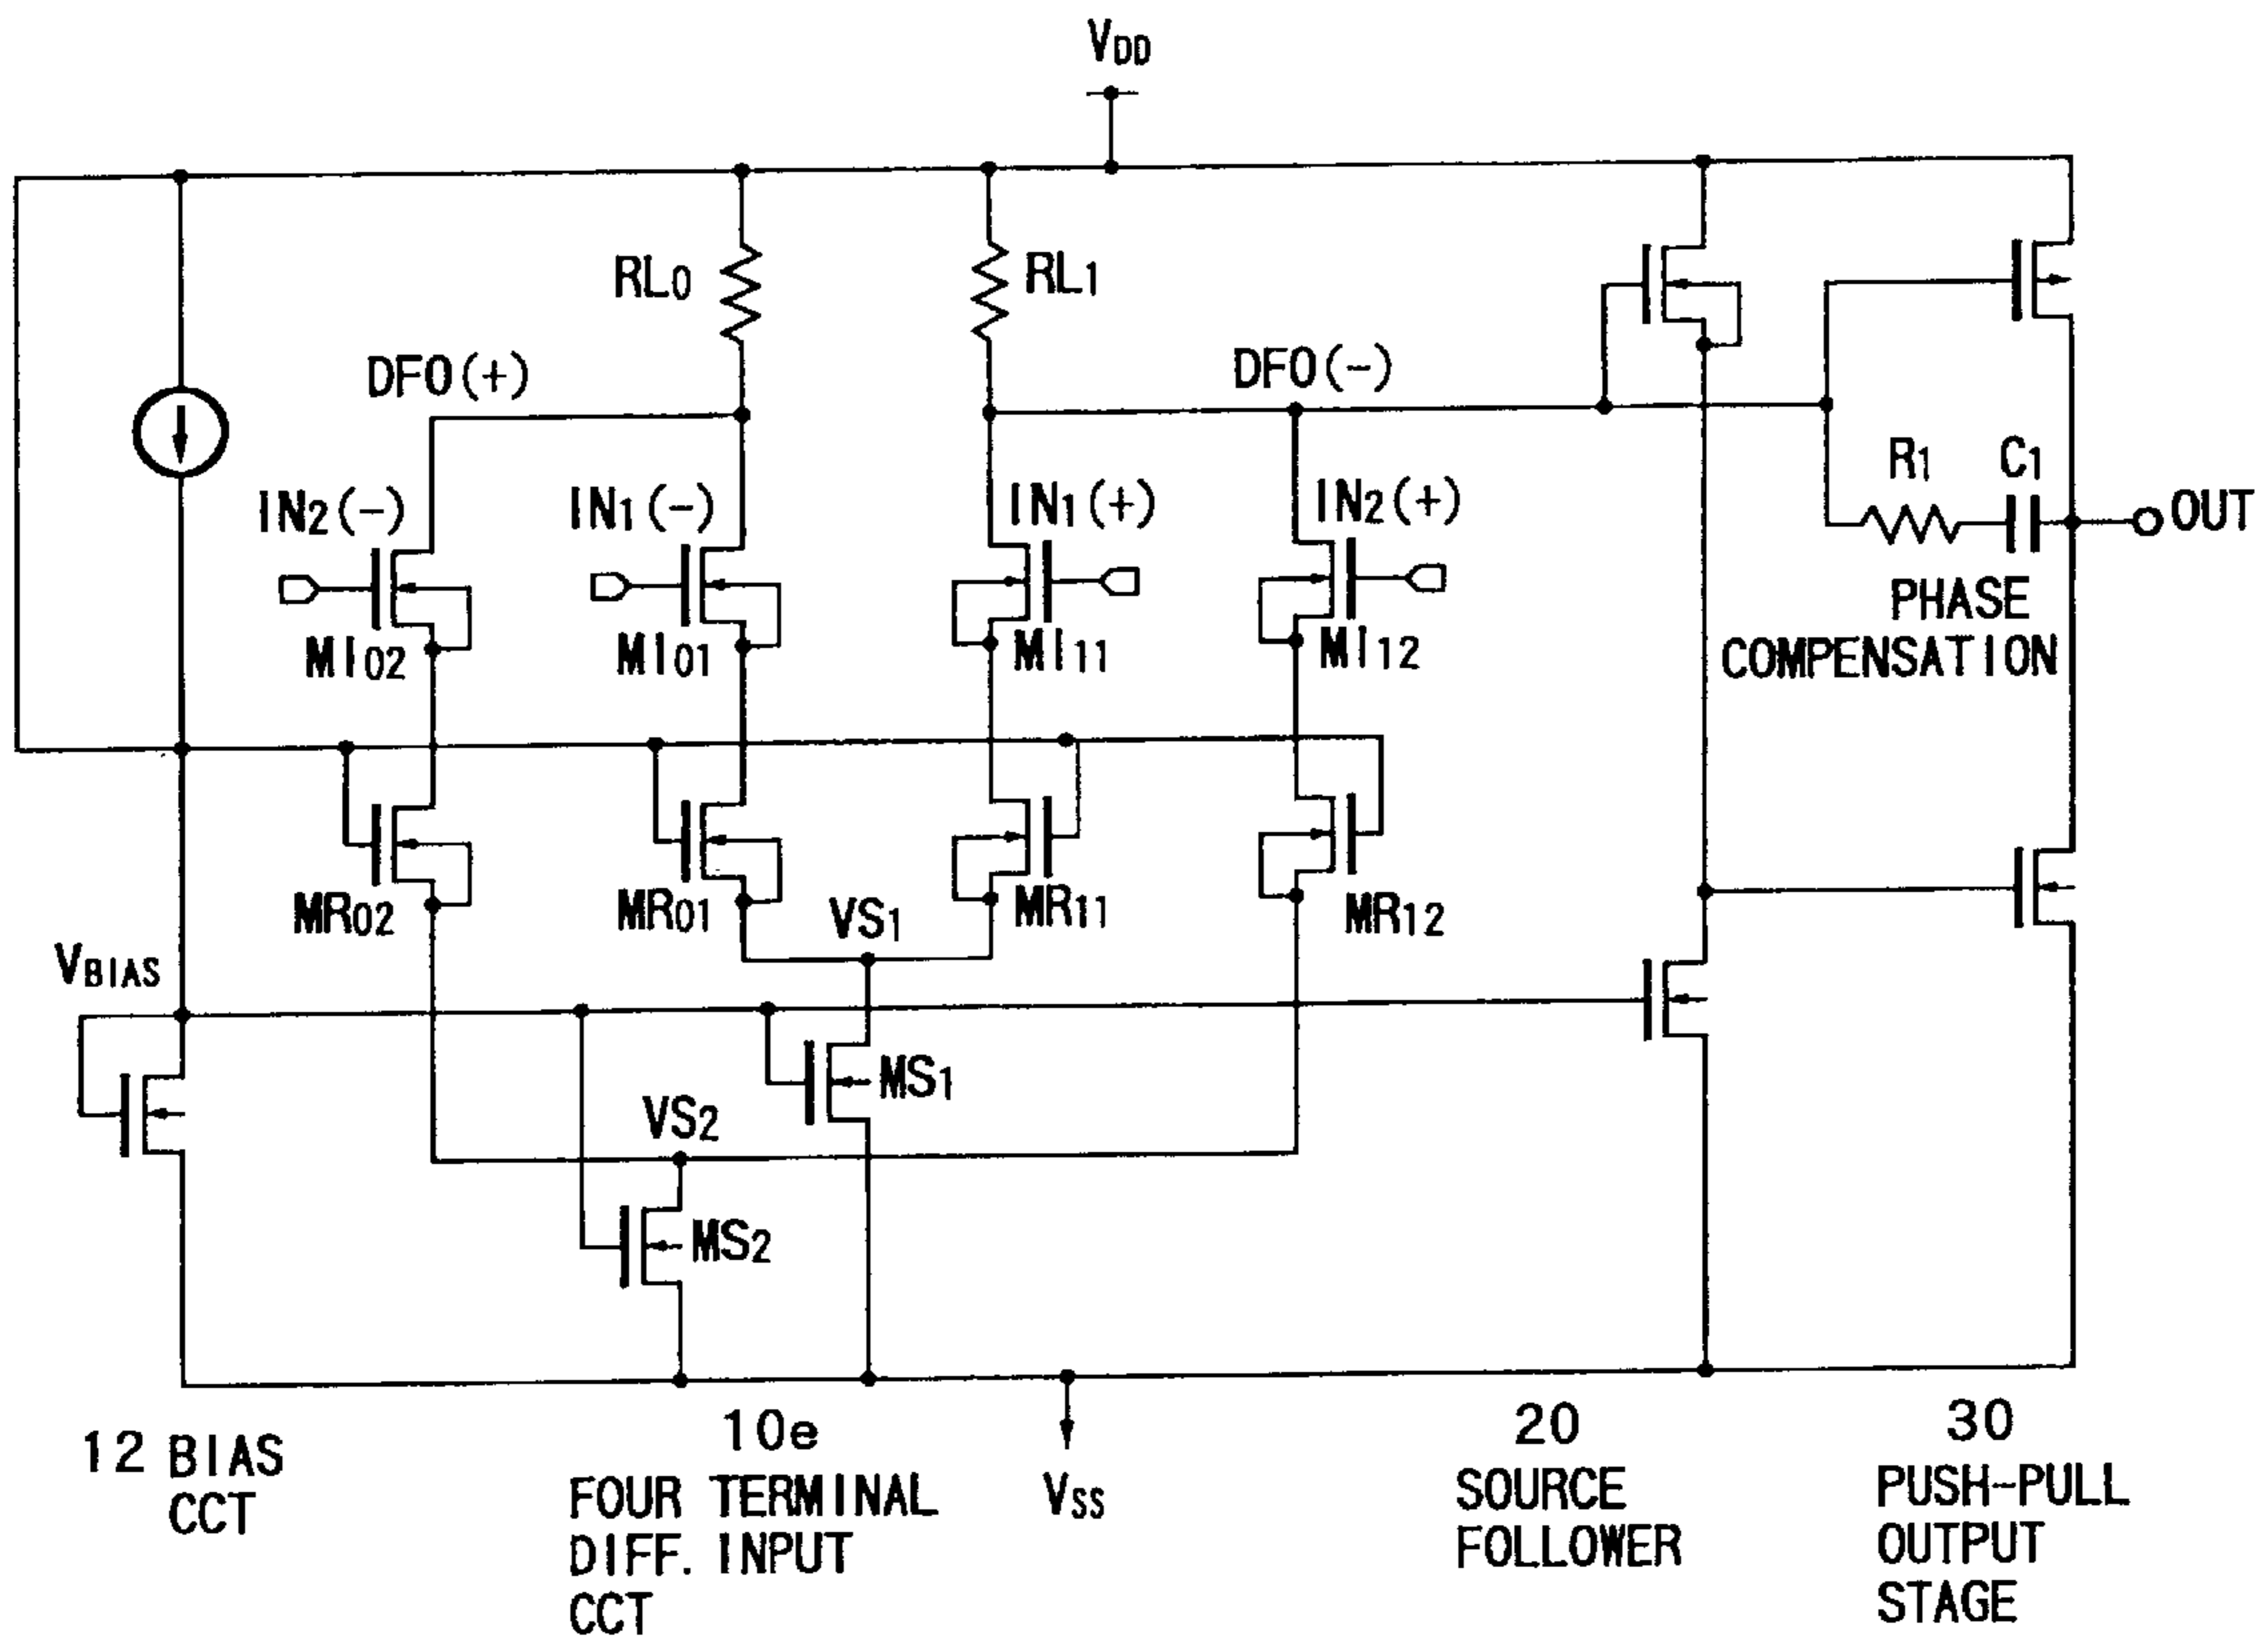 VDD
RL0
RL1
DFO(+)
DFO(-)
R1
C1
IN2(-)
IN1(-)
IN1(+)
IN2(+)
OUT
PHASE
COMPENSATION
MI02
MI01
MI11
MI12
MR02
MR01
VS1
MR11
MR12
VBIAS
MS1
VS2
MS2
12 BIAS
CCT
10e
FOUR TERMINAL
DIFF. INPUT
CCT
VSS
20
SOURCE
FOLLOWER
30
PUSH-PULL
OUTPUT
STAGE